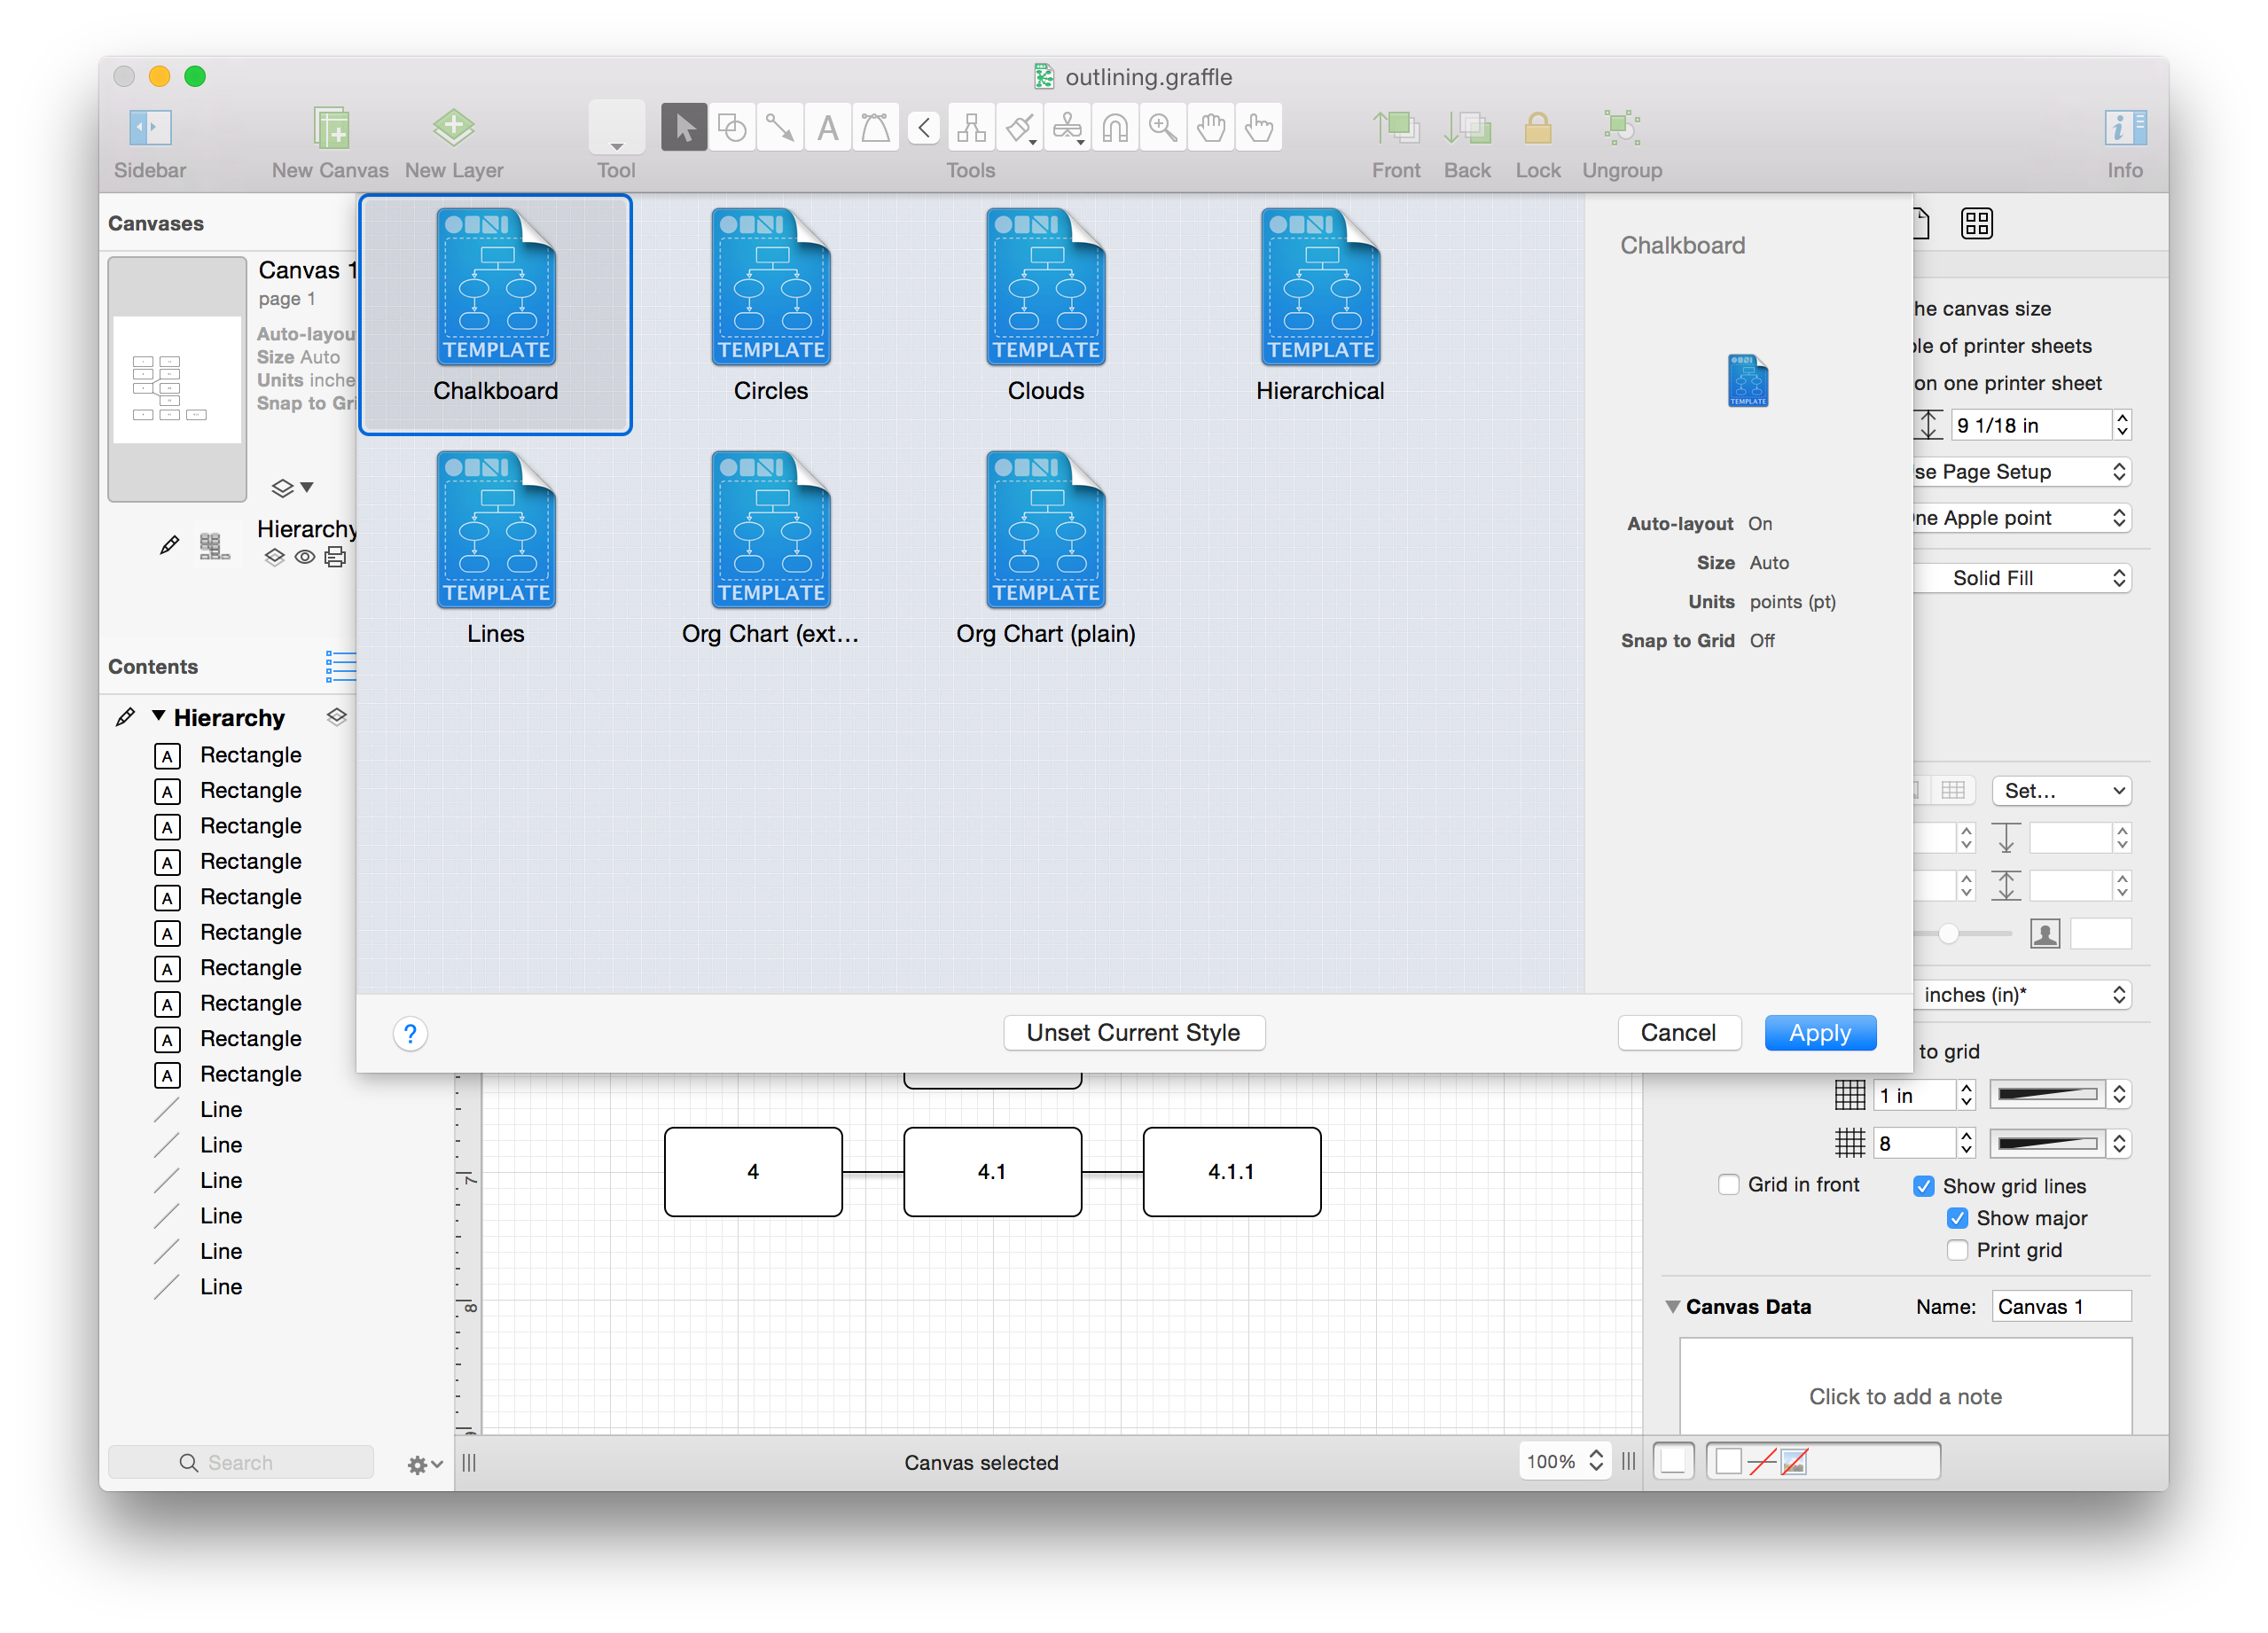 outlining.graffle
Sidebar
New Canvas
New Layer
Tool
A
Tools
Front
Back
Lock
Ungroup
Info
Canvases
Canvas 1
page 1
Auto-layou
Size Auto
Units inche
Snap to Gri
Hierarchy
Contents
Hierarchy
A Rectangle
A Rectangle
A Rectangle
A Rectangle
A Rectangle
A Rectangle
A Rectangle
A Rectangle
A Rectangle
A Rectangle
Line
Line
Line
Line
Line
Line
Search
TEMPLATE
Chalkboard
TEMPLATE
Circles
TEMPLATE
Clouds
TEMPLATE
Hierarchical
TEMPLATE
Lines
TEMPLATE
Org Chart (ext...
TEMPLATE
Org Chart (plain)
Chalkboard
TEMPLATE
Auto-layout On
Size Auto
Units points (pt)
Snap to Grid Off
?
Unset Current Style
Cancel
Apply
4
4.1
4.1.1
7
8
Canvas selected
100%
he canvas size
ble of printer sheets
on one printer sheet
9 1/18 in
se Page Setup
ne Apple point
Solid Fill
Set...
inches (in)*
to grid
1 in
8
Grid in front
Show grid lines
Show major
Print grid
Canvas Data
Name: Canvas 1
Click to add a note